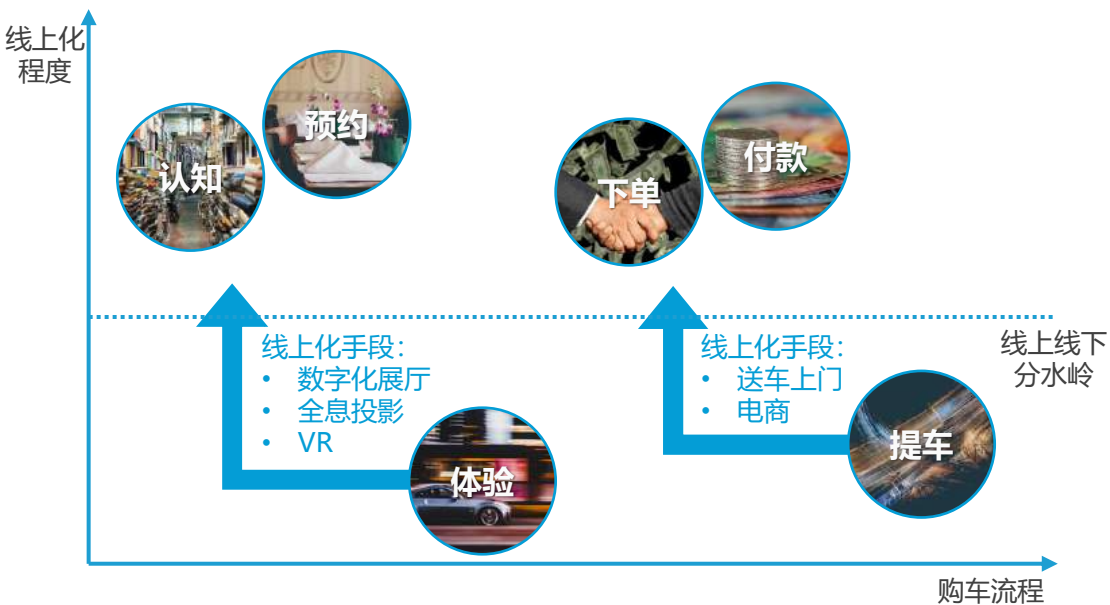 线上化
程度
认知
预约
下单
付款
线上化手段：
• 数字化展厅
• 全息投影
• VR
线上化手段：
• 送车上门
• 电商
线上线下
分水岭
体验
提车
购车流程